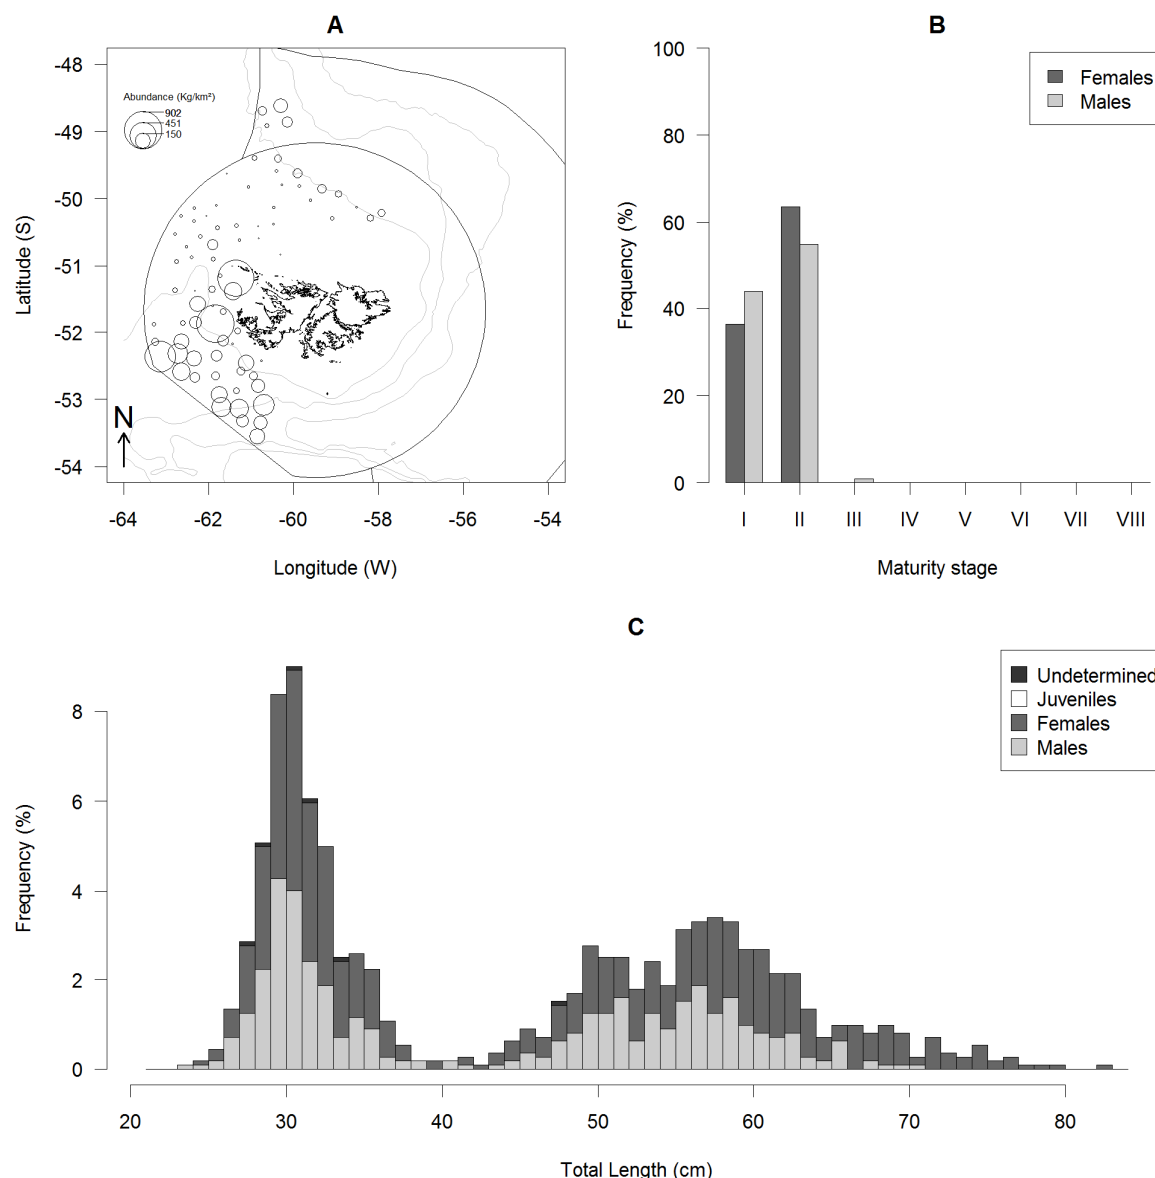 A
-48
-49
-50
-51
-52
-53
-54
Latitude (S)
Abundance (Kg/km²)
902
451
150
N
-64
-62
-60
-58
-56
-54
Longitude (W)
B
100
80
60
40
20
0
Frequency (%)
Females
Males
I
II
III
IV
V
VI
VII
VIII
Maturity stage
C
Undetermined
Juveniles
Females
Males
8
6
4
2
0
Frequency (%)
20
30
40
50
60
70
80
Total Length (cm)